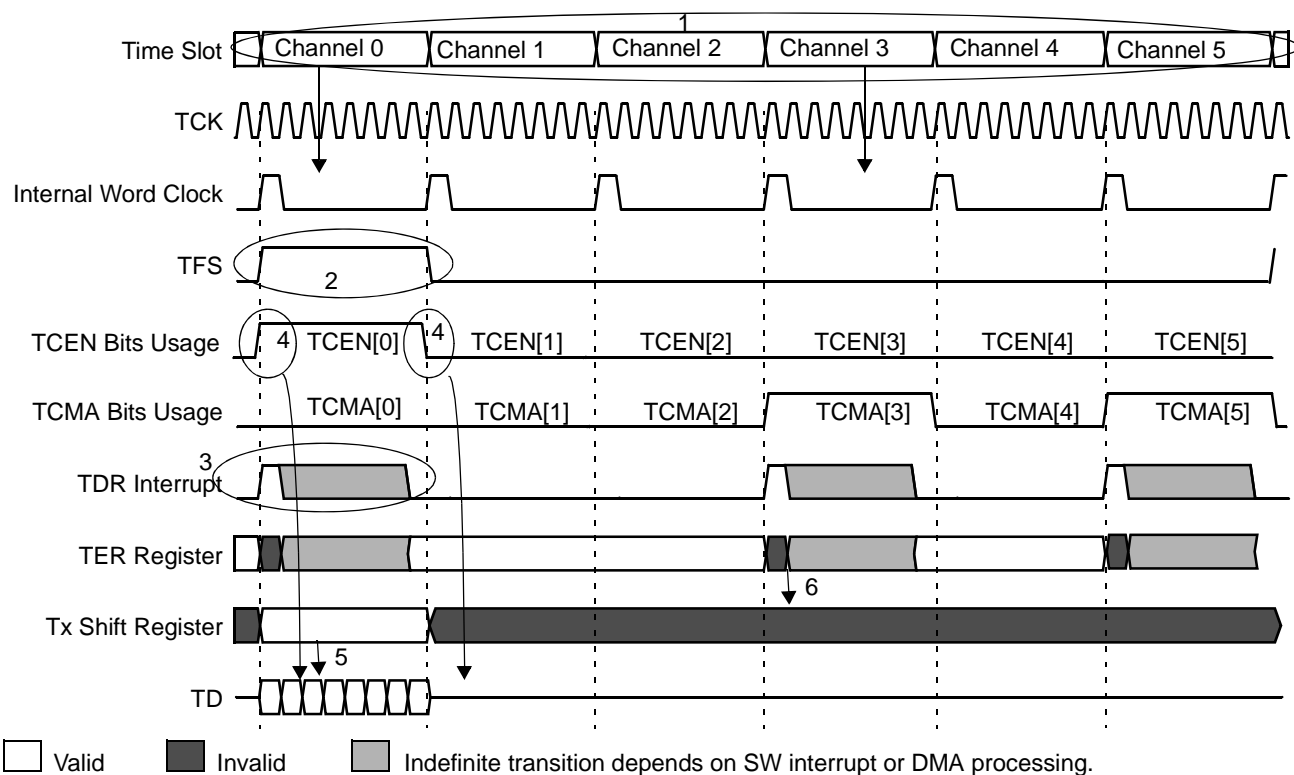 1
Time Slot Channel 0 Channel 1 Channel 2 Channel 3 Channel 4 Channel 5
TCK
Internal Word Clock
TFS
2
TCEN Bits Usage 4 TCEN[0] 4 TCEN[1] TCEN[2] TCEN[3] TCEN[4] TCEN[5]
TCMA Bits Usage TCMA[0] TCMA[1] TCMA[2] TCMA[3] TCMA[4] TCMA[5]
3
TDR Interrupt
TER Register
6
Tx Shift Register
5
TD
Valid Invalid Indefinite transition depends on SW interrupt or DMA processing.